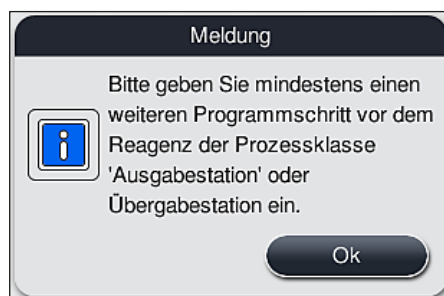 Meldung
Bitte geben Sie mindestens einen
weiteren Programmschritt vor dem
Reagenz der Prozessklasse
'Ausgabestation' oder
Übergabestation ein.
Ok